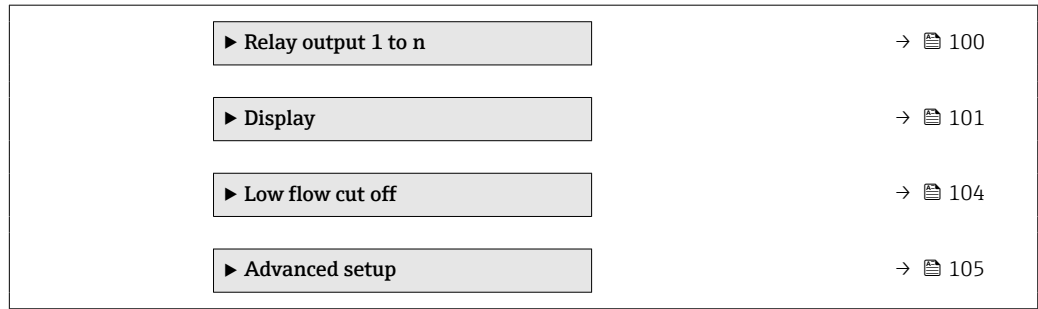 ▶ Relay output 1 to n → 100
▶ Display → 101
▶ Low flow cut off → 104
▶ Advanced setup → 105